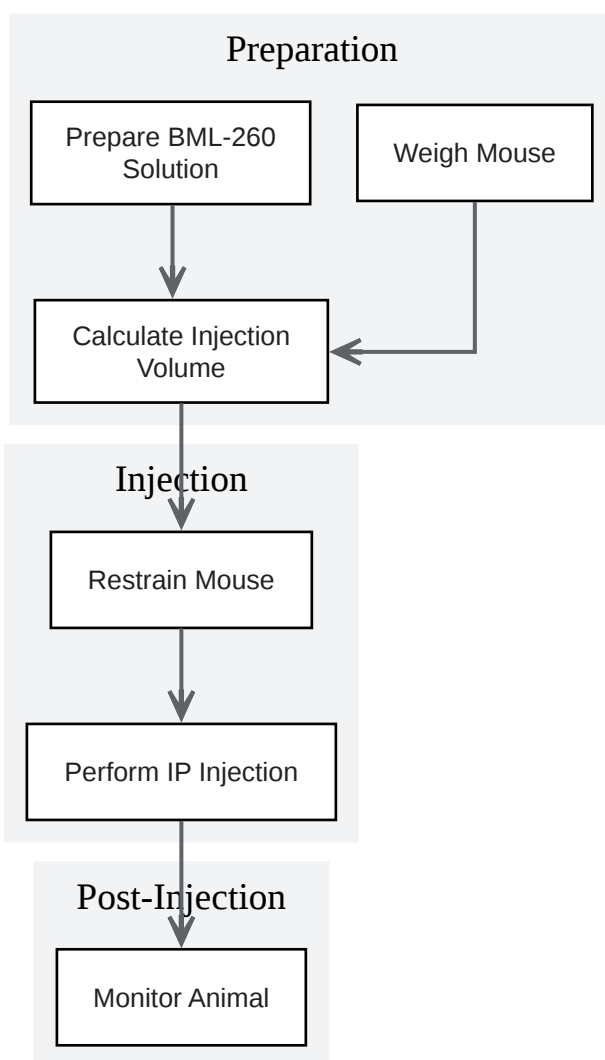 Preparation
Prepare BML-260
Solution
Weigh Mouse
Calculate Injection
Volume
Injection
Restrain Mouse
Perform IP Injection
Post-Injection
Monitor Animal